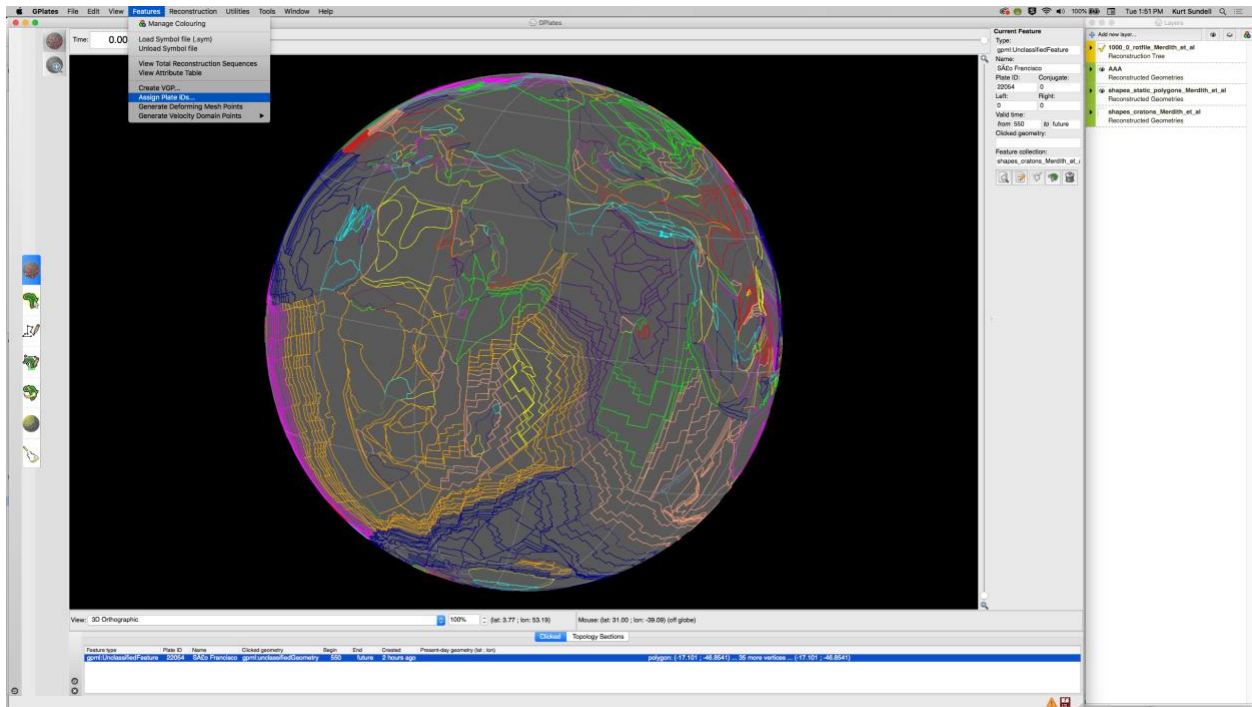 GPlates File Edit View Features Reconstruction Utilities Tools Window Help
100% Tue 1:51 PM Kurt Sundell
GPlates
Layers
Manage Colouring
Load Symbol file (.sym)
Unload Symbol file
View Total Reconstruction Sequences
View Attribute Table
Create VGP...
Assign Plate IDs...
Generate Deforming Mesh Points
Generate Velocity Domain Points
Time: 0.00
Current Feature
Type:
gpml:UnclassifiedFeature
Name:
SÃ£o Francisco
Plate ID: Conjugate:
22054 0
Left: Right:
0 0
Valid time:
from 550 to future
Clicked geometry:
Feature collection:
shapes_cratons_Merdith_et_
Add new layer...
1000_0_rotfile_Merdith_et_al
Reconstruction Tree
AAA
Reconstructed Geometries
shapes_static_polygons_Merdith_et_al
Reconstructed Geometries
shapes_cratons_Merdith_et_al
Reconstructed Geometries
View: 3D Orthographic 100% (lat: 3.77 ; lon: 53.19) Mouse: (lat: 31.00 ; lon: -39.09) (off globe)
Clicked Topology Sections
Feature type Plate ID Name Clicked geometry Begin End Created Present-day geometry (lat ; lon)
gpml:UnclassifiedFeature 22054 SÃ£o Francisco gpml:unclassifiedGeometry 550 future 2 hours ago polygon: (-17.101 ; -46.8541) ... 35 more vertices ... (-17.101 ; -46.8541)